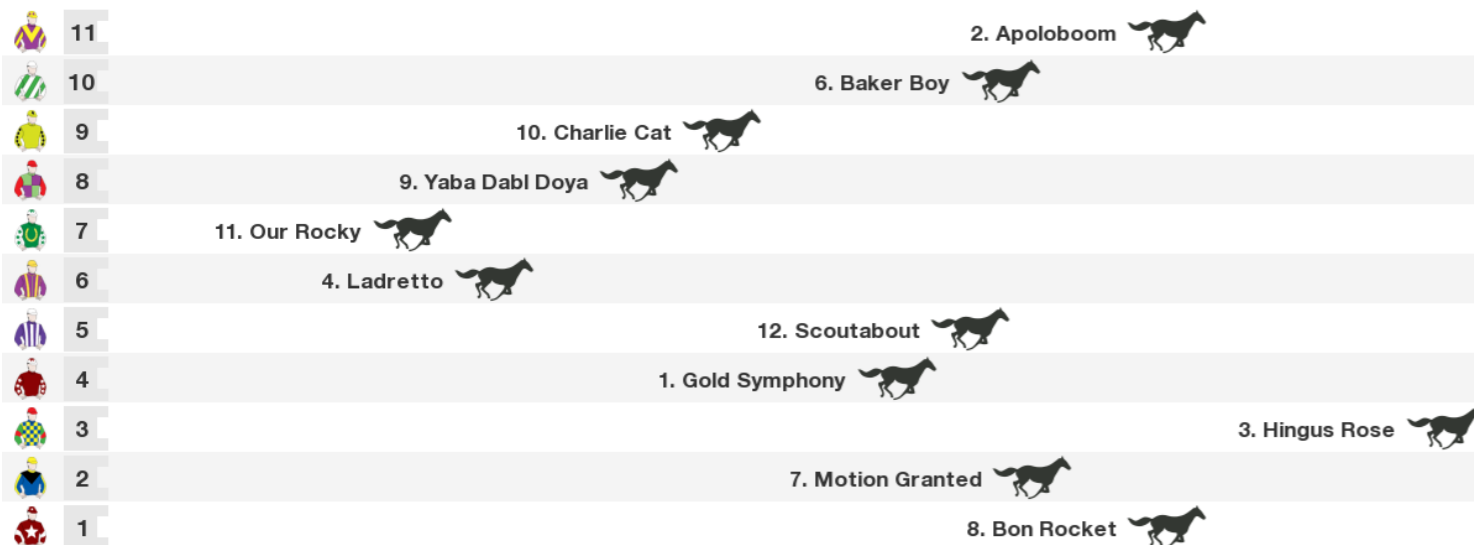 11 2. Apoloboom
10 6. Baker Boy
9 10. Charlie Cat
8 9. Yaba Dabl Doya
7 11. Our Rocky
6 4. Ladretto
5 12. Scoutabout
4 1. Gold Symphony
3 3. Hingus Rose
2 7. Motion Granted
1 8. Bon Rocket